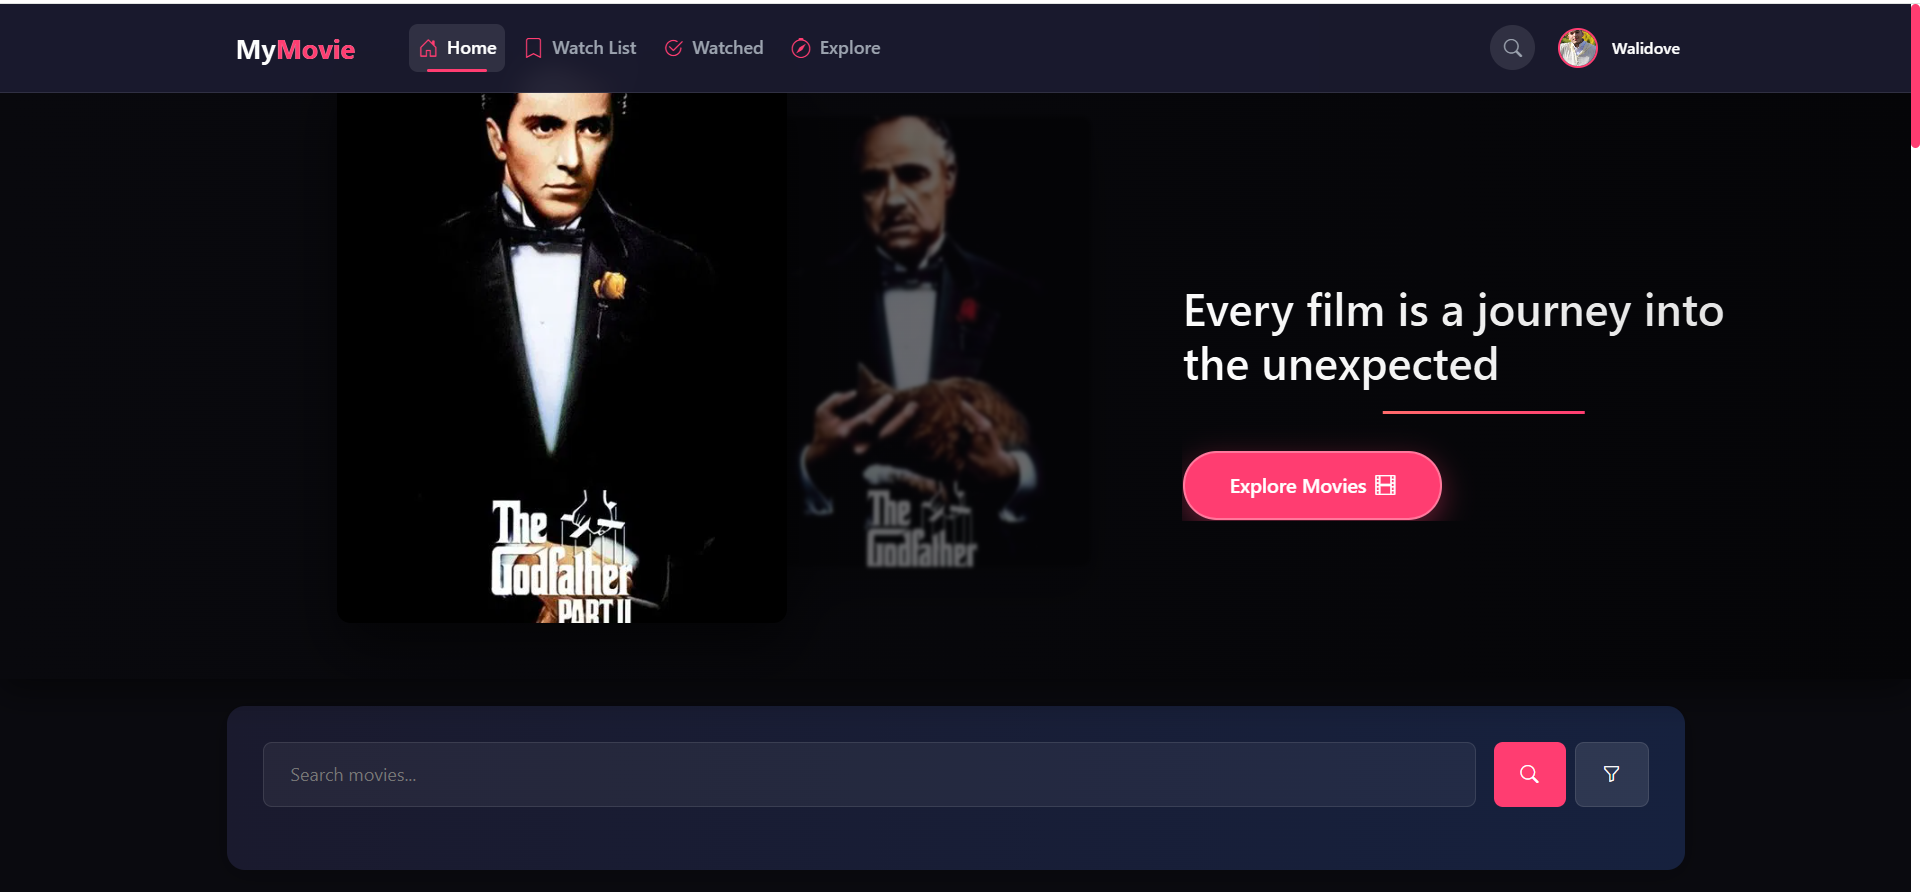 MyMovie
Home
Watch List
Watched
Explore
Walidove
The
Godfather
PART II
The
Godfather
Every film is a journey into
the unexpected
Explore Movies
Search movies...